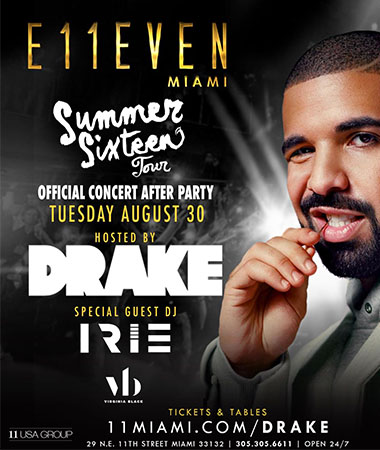 E11EVEN
MIAMI
Summer
Sixteen
Tour
OFFICIAL CONCERT AFTER PARTY
TUESDAY AUGUST 30
HOSTED BY
DRAKE
SPECIAL GUEST DJ
IRIE
vb
VIRGINIA BLACK
TICKETS & TABLES
11MIAMI.COM/DRAKE
11 USA GROUP
29 N.E. 11TH STREET MIAMI 33132 | 305.305.6611 | OPEN 24/7